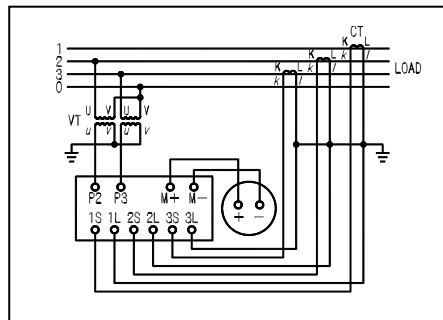 CT
1 K L
2 K L k l
3 K L k l LOAD
0 k l
U V U V
VT
u v u v
P2 P3 M+ M-
+ -
1S 1L 2S 2L 3S 3L